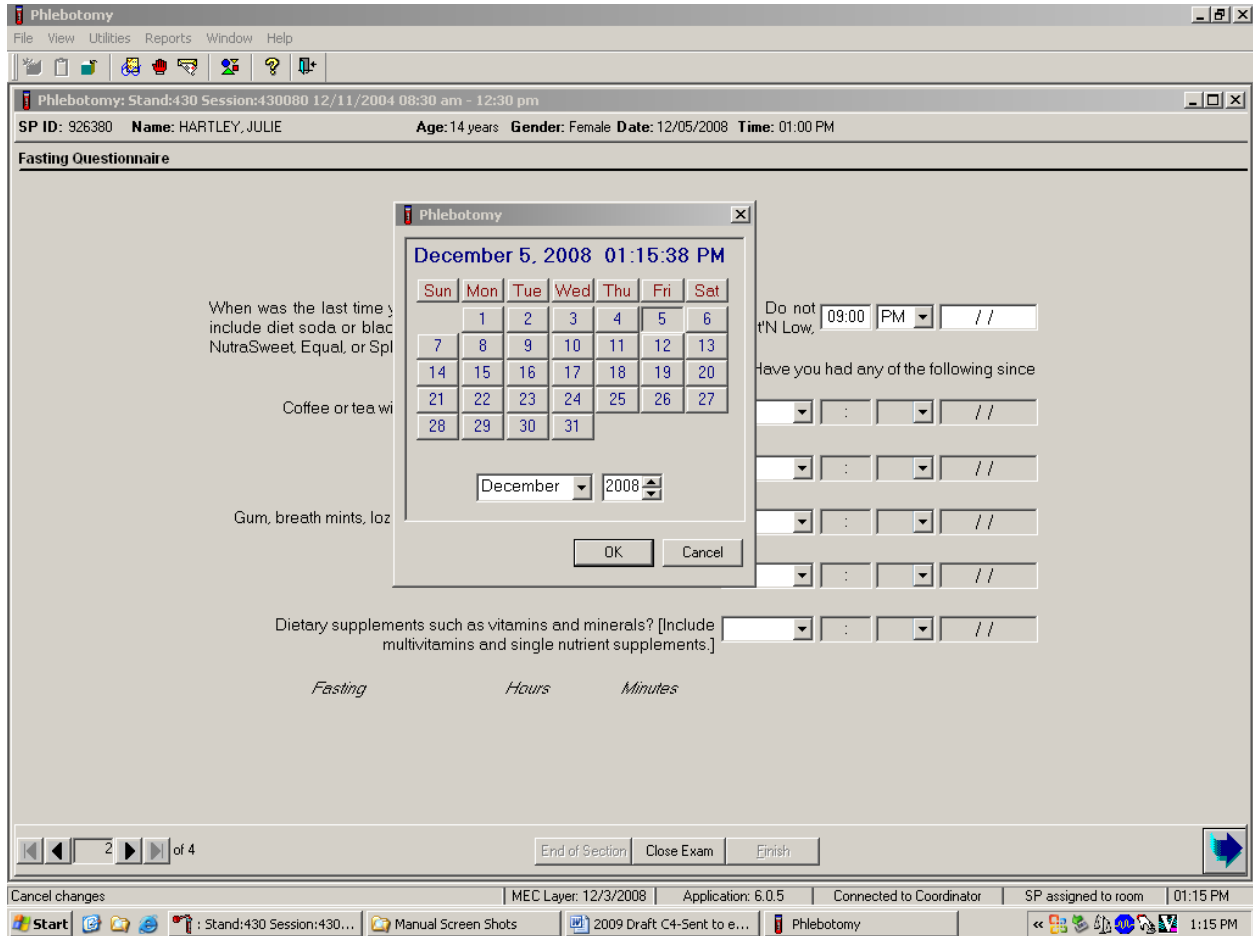 Phlebotomy
File View Utilities Reports Window Help
Phlebotomy: Stand:430 Session:430080 12/11/2004 08:30 am - 12:30 pm
SP ID: 926380 Name: HARTLEY, JULIE Age: 14 years Gender: Female Date: 12/05/2008 Time: 01:00 PM
Fasting Questionnaire
Phlebotomy
December 5, 2008 01:15:38 PM
Sun Mon Tue Wed Thu Fri Sat
1 2 3 4 5 6
7 8 9 10 11 12 13
14 15 16 17 18 19 20
21 22 23 24 25 26 27
28 29 30 31
December 2008
OK Cancel
When was the last time Do not 09:00 PM / /
include diet soda or t'N Low,
NutraSweet, Equal, or
Have you had any of the following since
Coffee or tea : / /
: / /
Gum, breath mints, : / /
: / /
Dietary supplements such as vitamins and minerals? [Include : / /
multivitamins and single nutrient supplements.]
Fasting Hours Minutes
2 of 4 End of Section Close Exam Finish
Cancel changes MEC Layer: 12/3/2008 Application: 6.0.5 Connected to Coordinator SP assigned to room 01:15 PM
Start : Stand:430 Session:430... Manual Screen Shots 2009 Draft C4-Sent to e... Phlebotomy « 1:15 PM